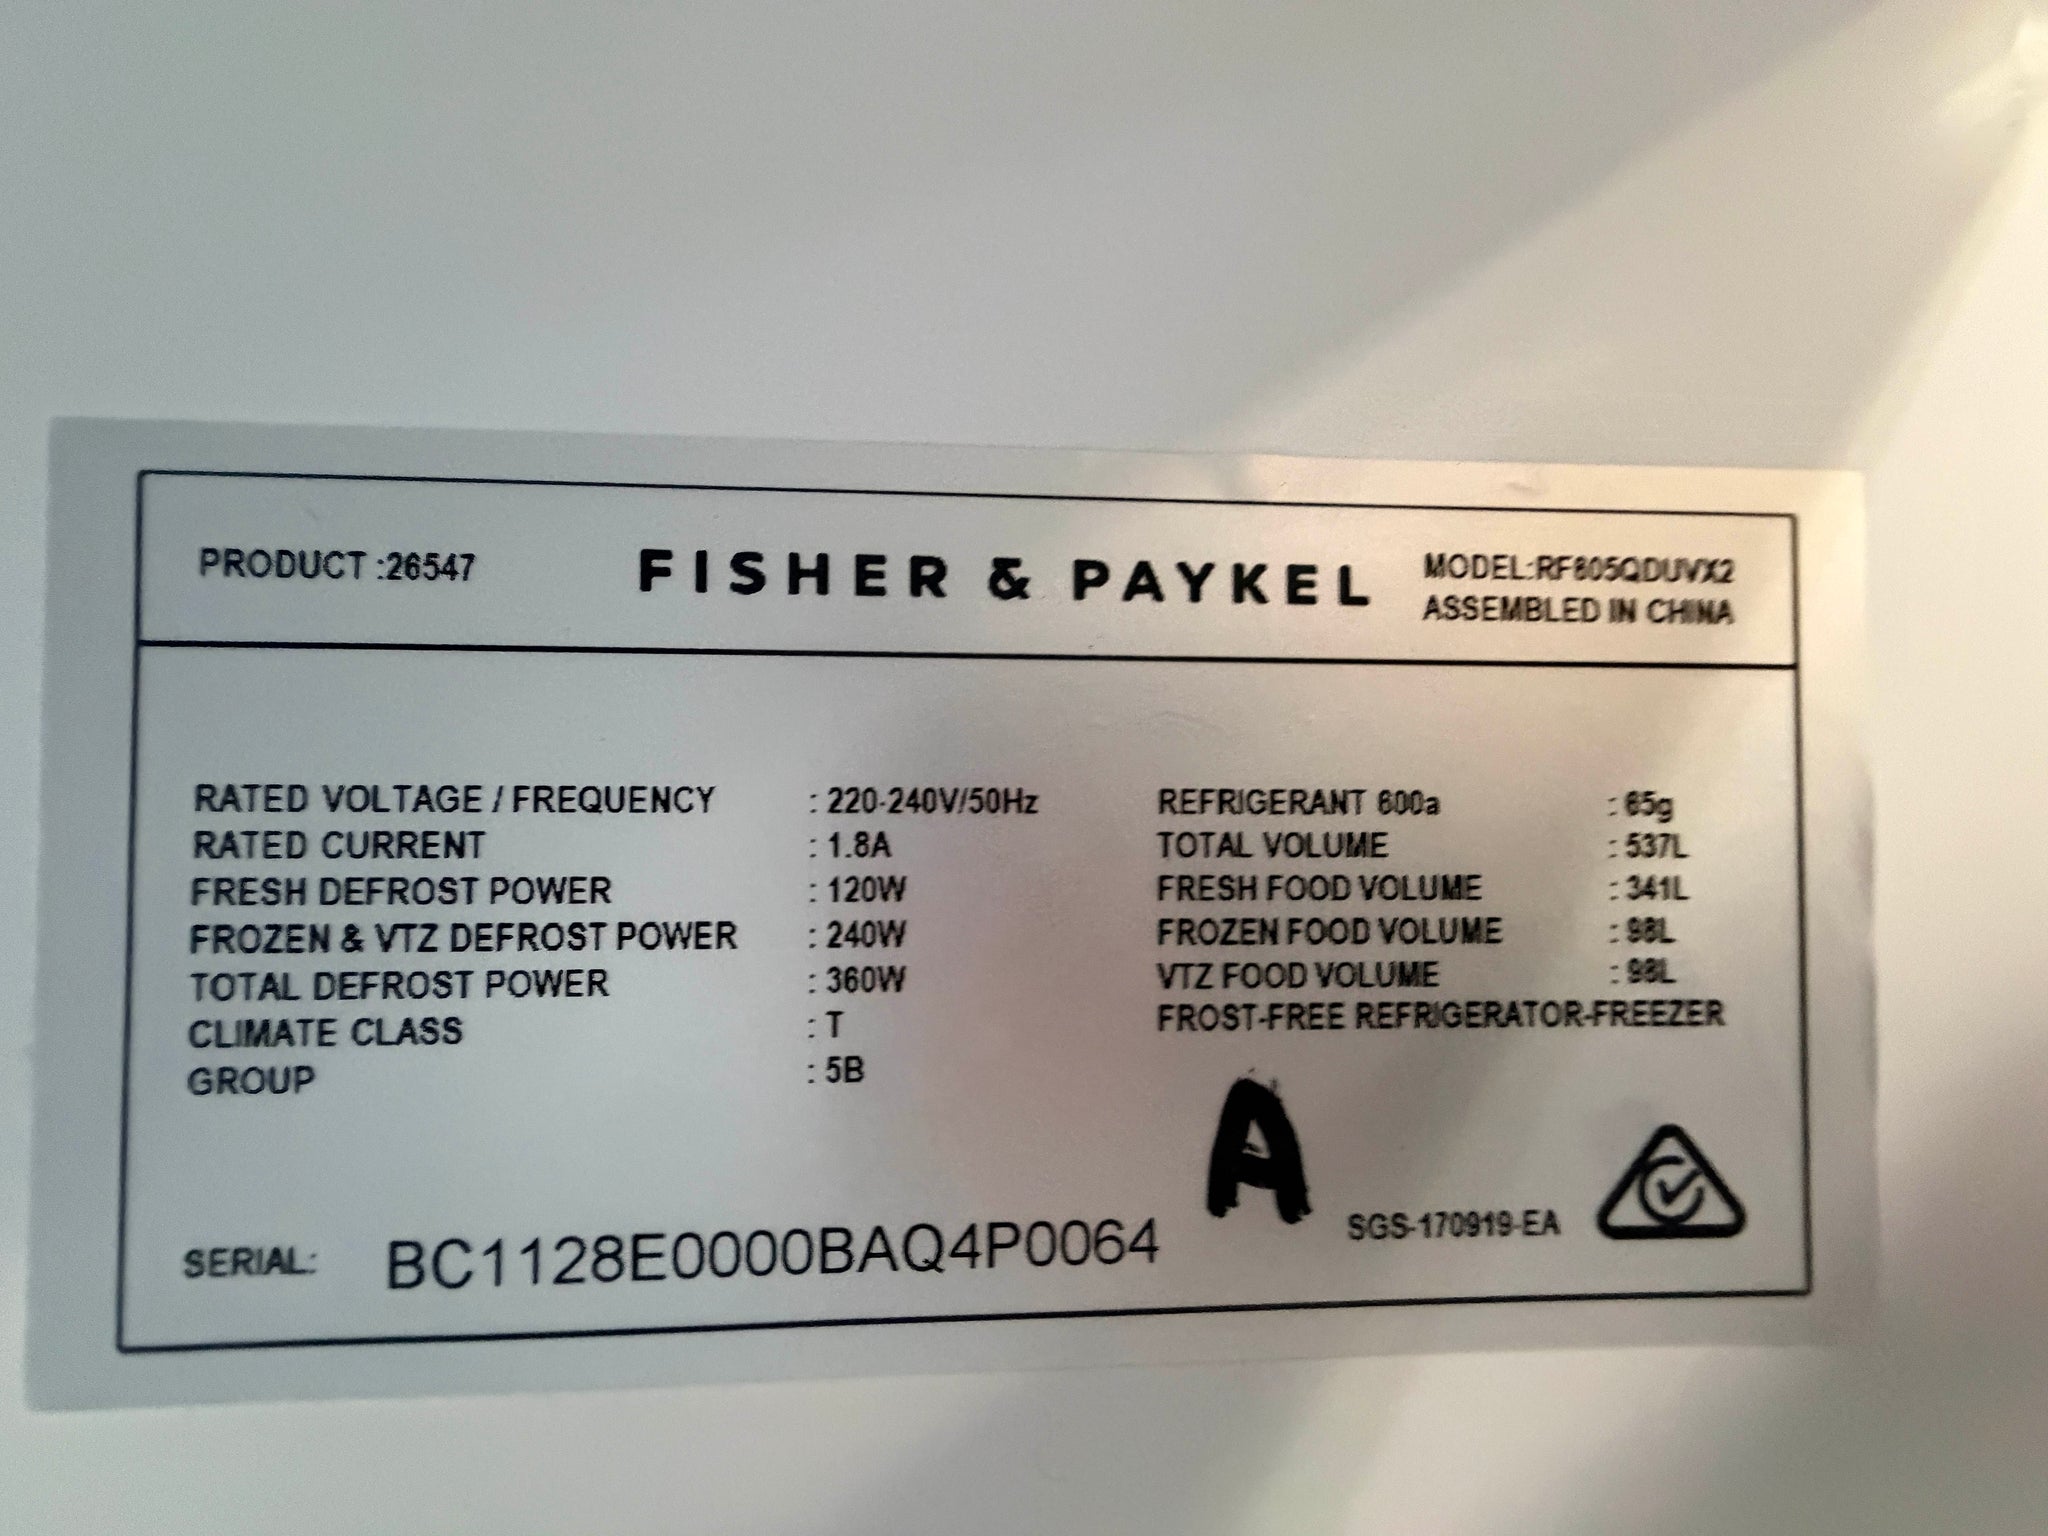 PRODUCT :26547
FISHER & PAYKEL
MODEL:RF605QDUVX2
ASSEMBLED IN CHINA
RATED VOLTAGE / FREQUENCY : 220-240V/50Hz
RATED CURRENT : 1.8A
FRESH DEFROST POWER : 120W
FROZEN & VTZ DEFROST POWER : 240W
TOTAL DEFROST POWER : 360W
CLIMATE CLASS : T
GROUP : 5B
REFRIGERANT 600a : 65g
TOTAL VOLUME : 537L
FRESH FOOD VOLUME : 341L
FROZEN FOOD VOLUME : 98L
VTZ FOOD VOLUME : 98L
FROST-FREE REFRIGERATOR-FREEZER
A
SERIAL: BC1128E0000BAQ4P0064
SGS-170919-EA